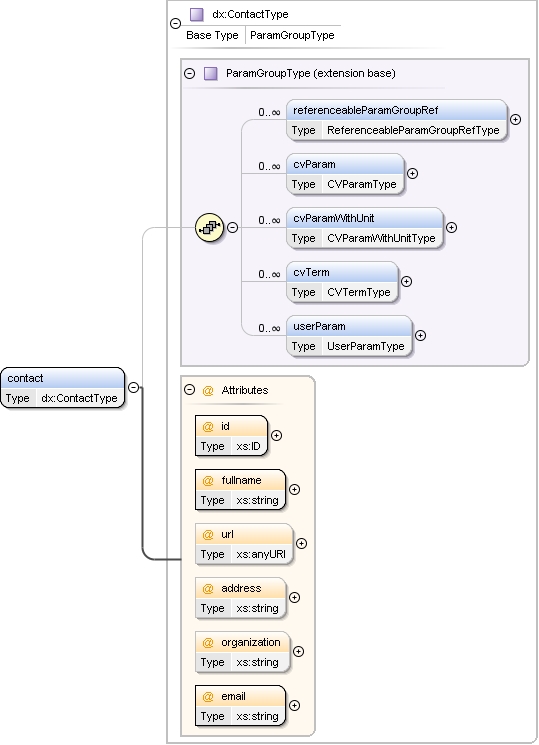 dx:ContactType
Base Type ParamGroupType
ParamGroupType (extension base)
0..∞ referenceableParamGroupRef
Type ReferenceableParamGroupRefType
0..∞ cvParam
Type CVParamType
0..∞ cvParamWithUnit
Type CVParamWithUnitType
0..∞ cvTerm
Type CVTermType
0..∞ userParam
Type UserParamType
contact
Type dx:ContactType
@ Attributes
@ id
Type xs:ID
@ fullname
Type xs:string
@ url
Type xs:anyURI
@ address
Type xs:string
@ organization
Type xs:string
@ email
Type xs:string